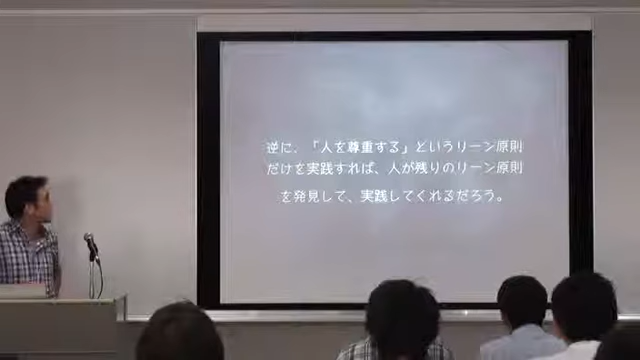 逆に、「人を尊重する」というリーン原則
だけを実践すれば、人が残りのリーン原則
を発見して、実践してくれるだろう。